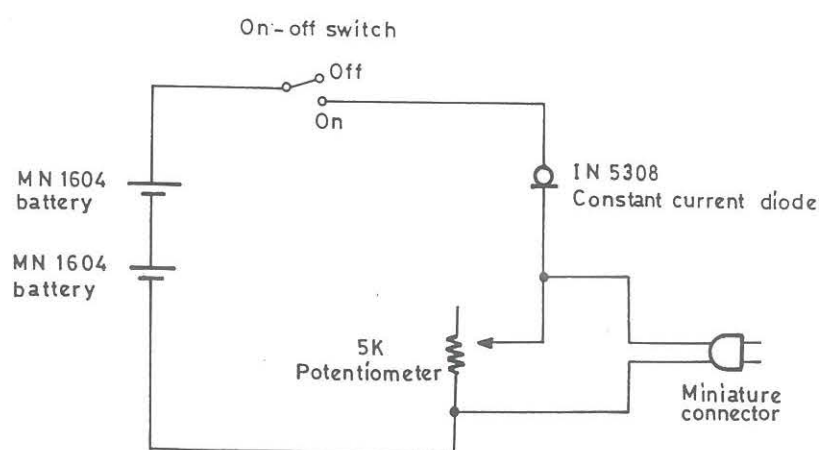 On-off switch
Off
On
MN 1604
battery
IN 5308
Constant current diode
MN 1604
battery
5K
Potentiometer
Miniature
connector